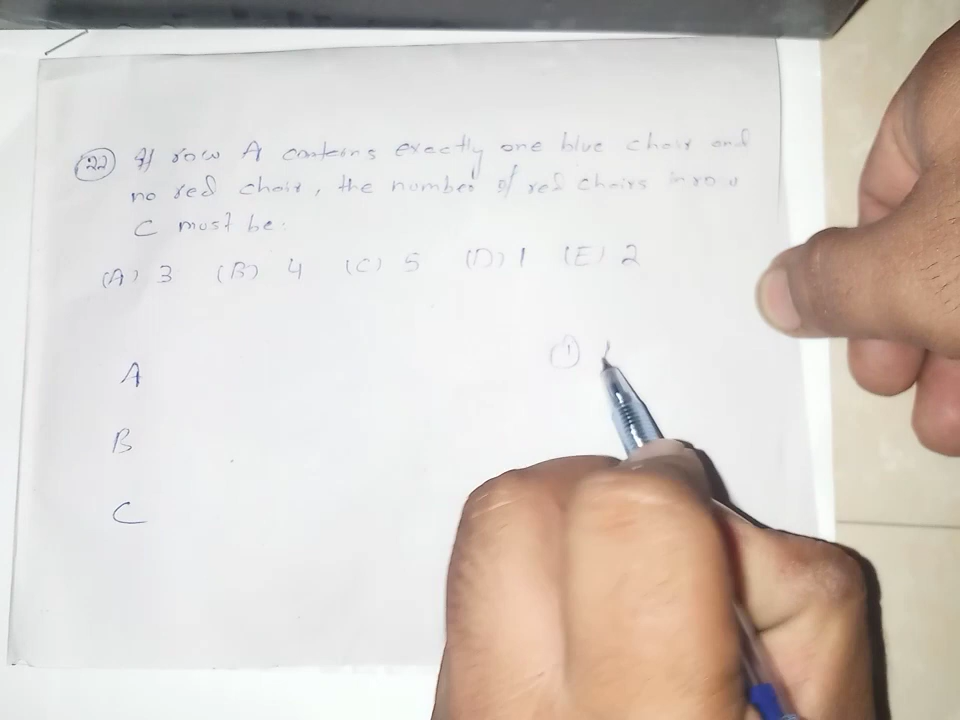 22 If row A contains exactly one blue chair and
no red chair, the number of red chairs in row
C must be:
(A) 3 (B) 4 (C) 5 (D) 1 (E) 2
A
1
B
C